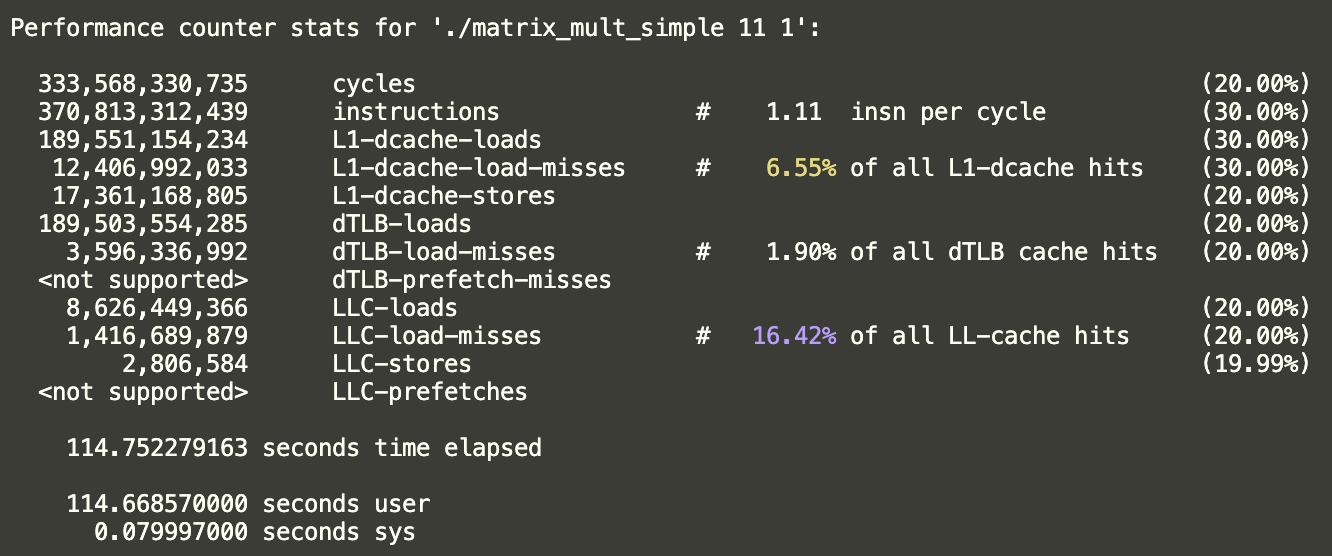 Performance counter stats for './matrix_mult_simple 11 1':
333,568,330,735 cycles (20.00%)
370,813,312,439 instructions # 1.11 insn per cycle (30.00%)
189,551,154,234 L1-dcache-loads (30.00%)
12,406,992,033 L1-dcache-load-misses # 6.55% of all L1-dcache hits (30.00%)
17,361,168,805 L1-dcache-stores (20.00%)
189,503,554,285 dTLB-loads (20.00%)
3,596,336,992 dTLB-load-misses # 1.90% of all dTLB cache hits (20.00%)
<not supported> dTLB-prefetch-misses
8,626,449,366 LLC-loads (20.00%)
1,416,689,879 LLC-load-misses # 16.42% of all LL-cache hits (20.00%)
2,806,584 LLC-stores (19.99%)
<not supported> LLC-prefetches
114.752279163 seconds time elapsed
114.668570000 seconds user
0.079997000 seconds sys